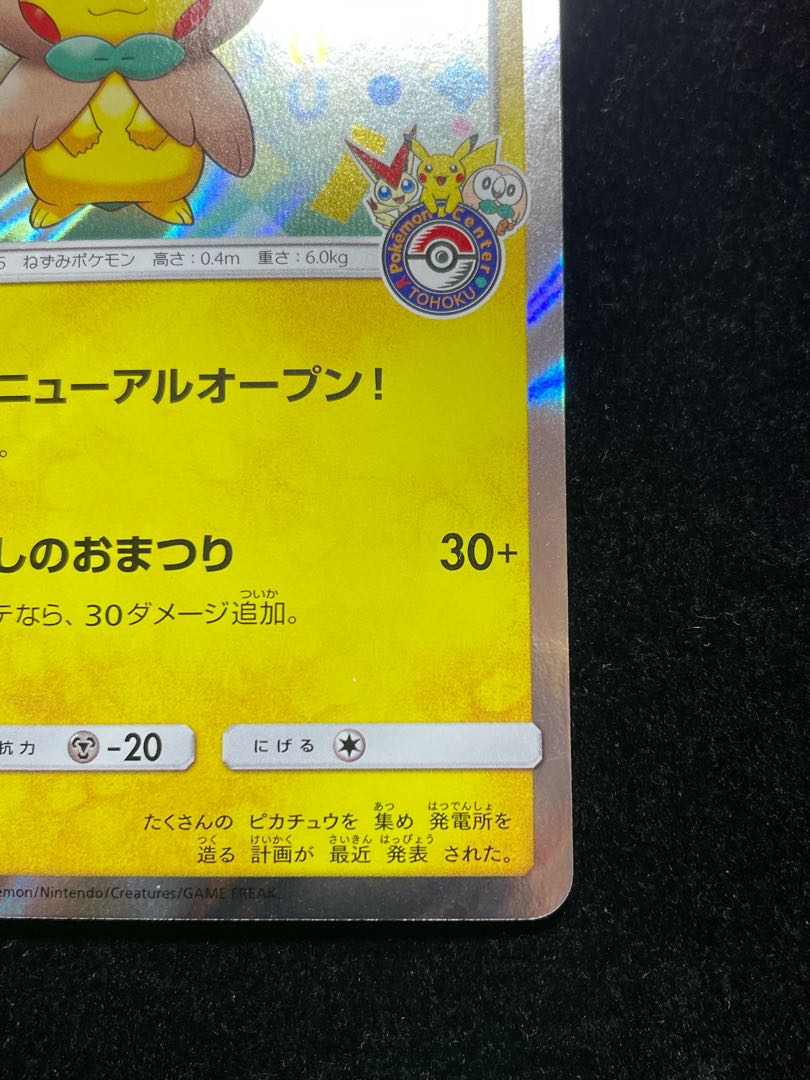 5 ねずみポケモン 高さ:0.4m 重さ:6.0kg
Pokémon Center
TOHOKU
ニューアルオープン!
。
しのおまつり 30+
テなら、30ダメージ追加。
ついか
抗力 -20 にげる
たくさんの ピカチュウを 集め 発電所を
あつ はつでんしょ
造る 計画が 最近 発表 された。
つく けいかく さいきん はっぴょう
émon/Nintendo/Creatures/GAME FREAK